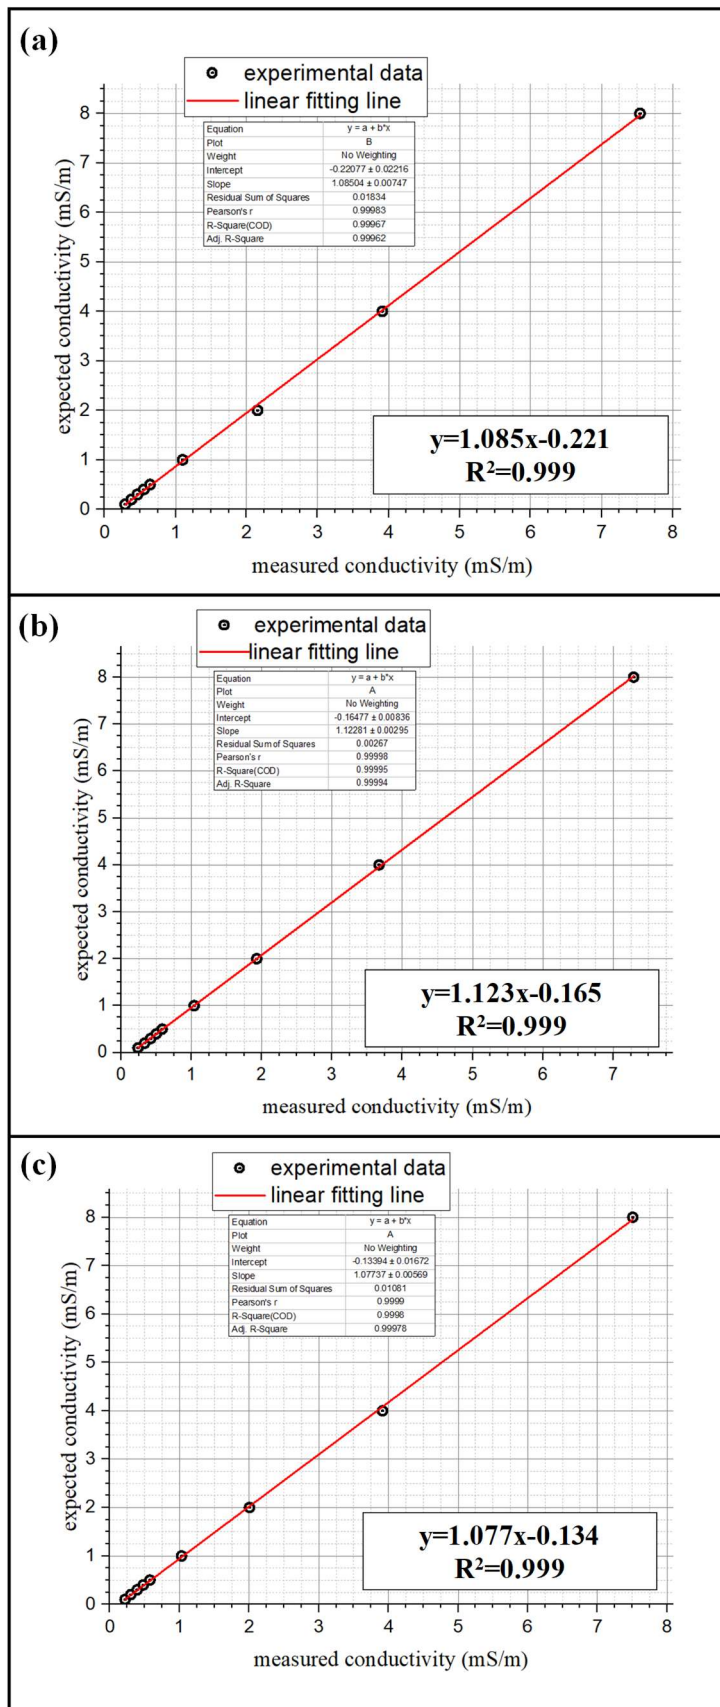 (a)
experimental data
linear fitting line
Equation y = a + b*x
Plot B
Weight No Weighting
Intercept -0.22077 ± 0.02216
Slope 1.08504 ± 0.00747
Residual Sum of Squares 0.01834
Pearson's r 0.99983
R-Square(COD) 0.99967
Adj. R-Square 0.99962
8
7
6
5
4
3
2
1
0
expected conductivity (mS/m)
y=1.085x-0.221
R²=0.999
0 1 2 3 4 5 6 7 8
measured conductivity (mS/m)
(b)
experimental data
linear fitting line
Equation y = a + b*x
Plot A
Weight No Weighting
Intercept -0.16477 ± 0.00836
Slope 1.12281 ± 0.00295
Residual Sum of Squares 0.00267
Pearson's r 0.99998
R-Square(COD) 0.99995
Adj. R-Square 0.99994
8
7
6
5
4
3
2
1
0
expected conductivity (mS/m)
y=1.123x-0.165
R²=0.999
0 1 2 3 4 5 6 7
measured conductivity (mS/m)
(c)
experimental data
linear fitting line
Equation y = a + b*x
Plot A
Weight No Weighting
Intercept -0.13394 ± 0.01672
Slope 1.07737 ± 0.00569
Residual Sum of Squares 0.01081
Pearson's r 0.9999
R-Square(COD) 0.9998
Adj. R-Square 0.99978
8
7
6
5
4
3
2
1
0
expected conductivity (mS/m)
y=1.077x-0.134
R²=0.999
0 1 2 3 4 5 6 7 8
measured conductivity (mS/m)